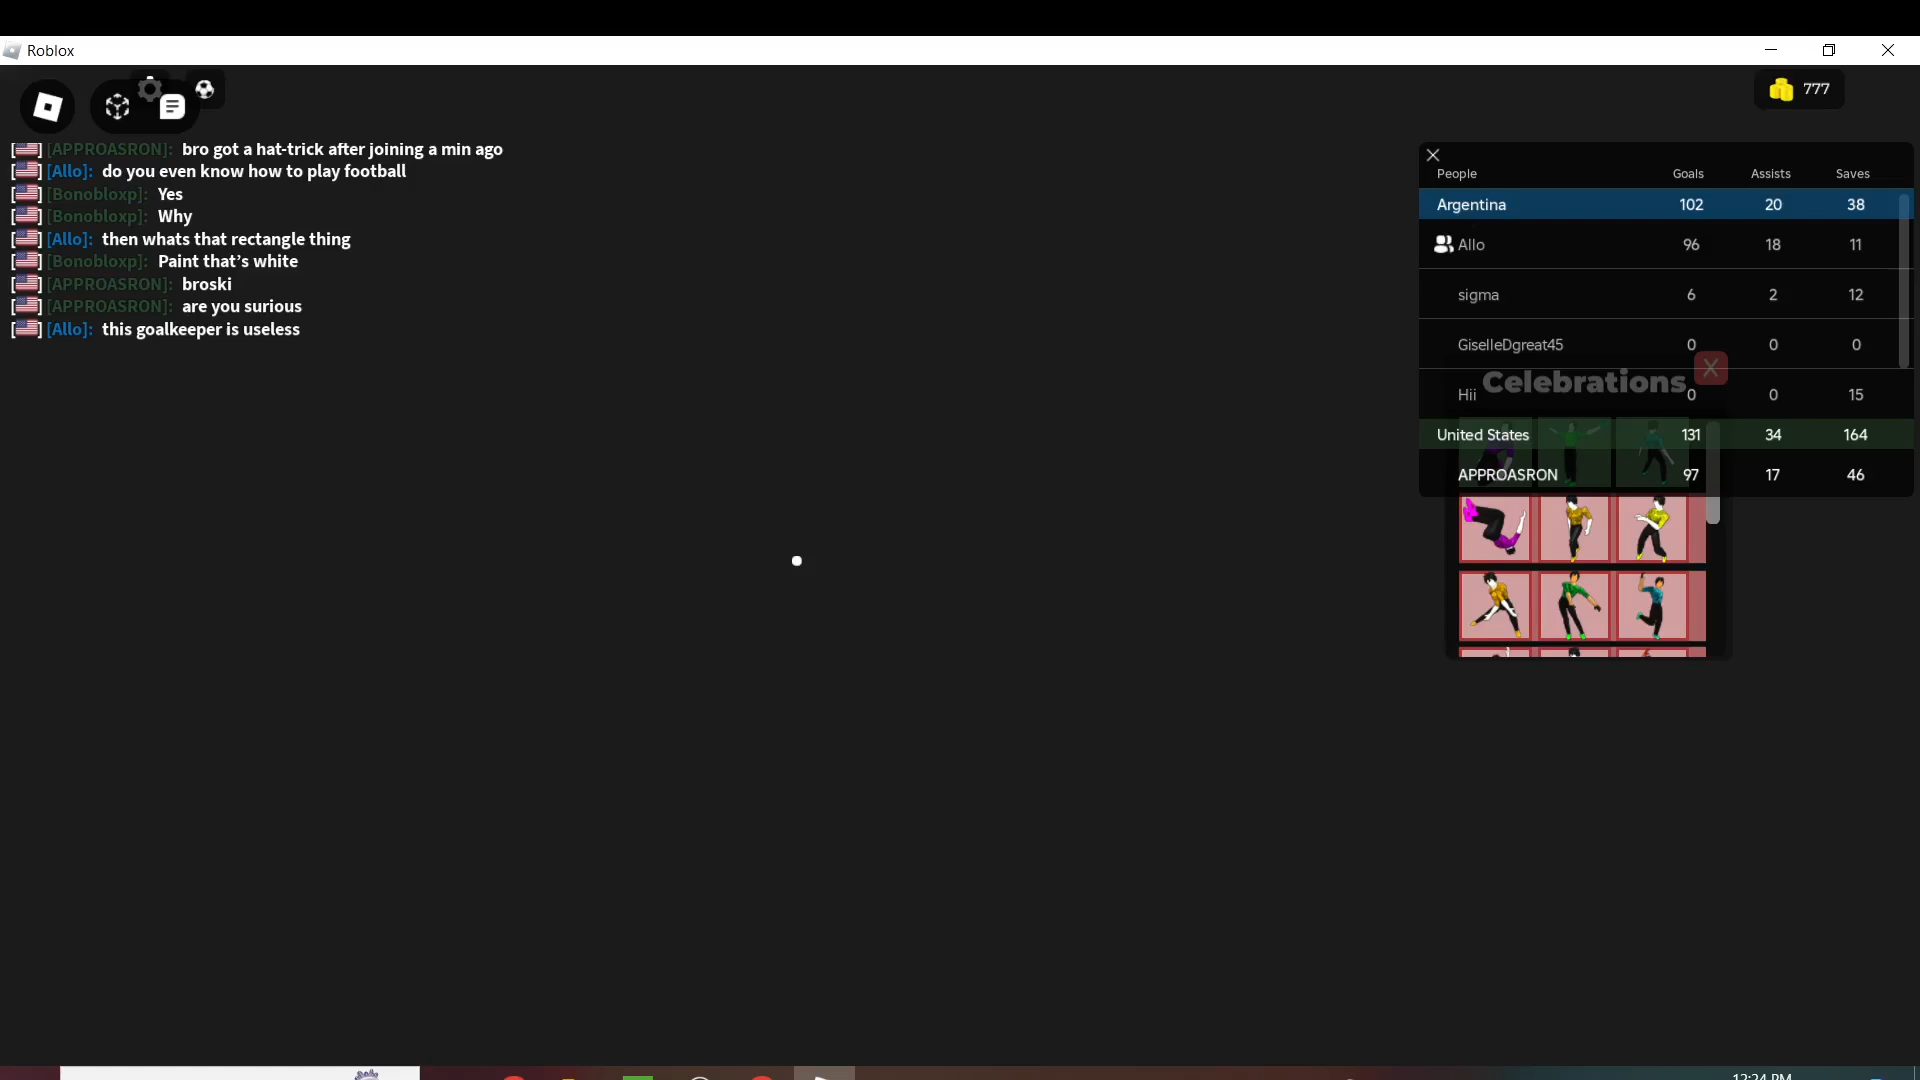 Roblox
777
[APPROASRON]: bro got a hat-trick after joining a min ago
[Allo]: do you even know how to play football
[Bonobloxp]: Yes
[Bonobloxp]: Why
[Allo]: then whats that rectangle thing
[Bonobloxp]: Paint that’s white
[APPROASRON]: broski
[APPROASRON]: are you surious
[Allo]: this goalkeeper is useless
People Goals Assists Saves
Argentina 102 20 38
Allo 96 18 11
sigma 6 2 12
GiselleDgreat45 0 0 0
Celebrations X
Hii 0 0 15
United States 131 34 164
APPROASRON 97 17 46
12:24 PM